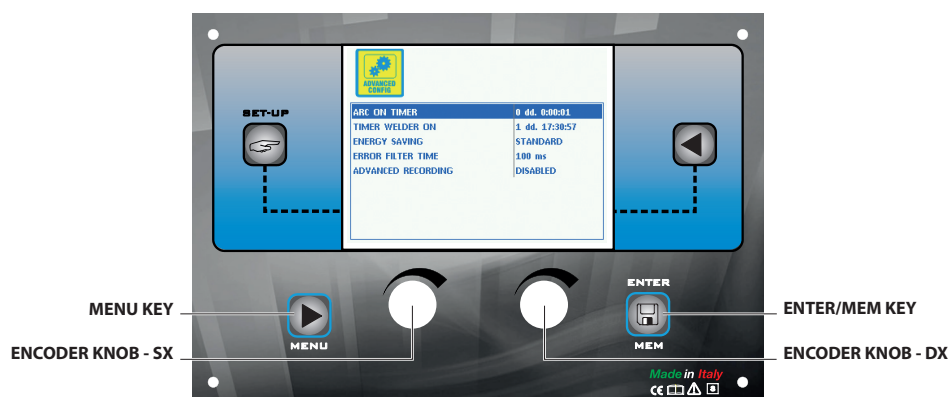 ADVANCED
CONFIG
SET-UP
ARC ON TIMER 0 dd. 0:00:01
TIMER WELDER ON 1 dd. 17:30:57
ENERGY SAVING STANDARD
ERROR FILTER TIME 100 ms
ADVANCED RECORDING DISABLED
ENTER
MENU KEY
ENTER/MEM KEY
MENU
MEM
ENCODER KNOB - SX
ENCODER KNOB - DX
Made in Italy
CE